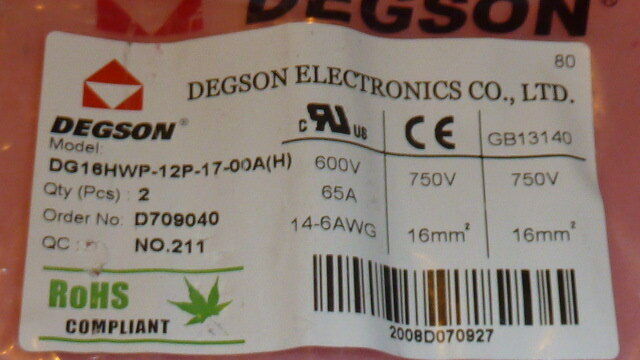 DEGSON
80
DEGSON ELECTRONICS CO., LTD.
DEGSON®
Model:
DG16HWP-12P-17-00A(H)
Qty (Pcs) : 2
Order No: D709040
QC : NO.211
c RU US
600V
65A
14-6AWG
CE
750V
16mm²
GB13140
750V
16mm²
RoHS
COMPLIANT
2008D070927